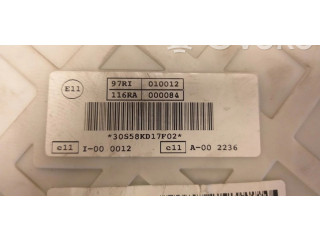 E11
97RI 010012
116RA 000084
*30S58KD17F02*
e11 I-00 0012 e11 A-00 2236